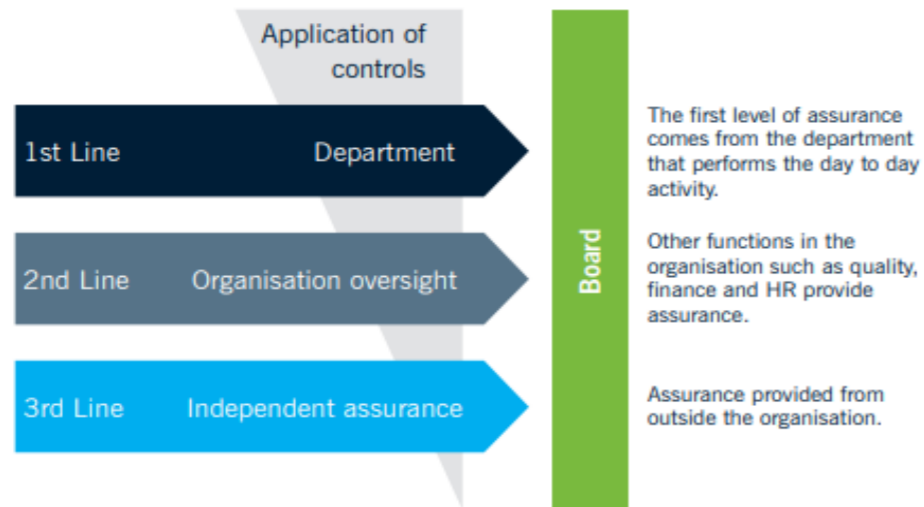 Application of
controls
1st Line Department
The first level of assurance
comes from the department
that performs the day to day
activity.
2nd Line Organisation oversight
Board
Other functions in the
organisation such as quality,
finance and HR provide
assurance.
3rd Line Independent assurance
Assurance provided from
outside the organisation.